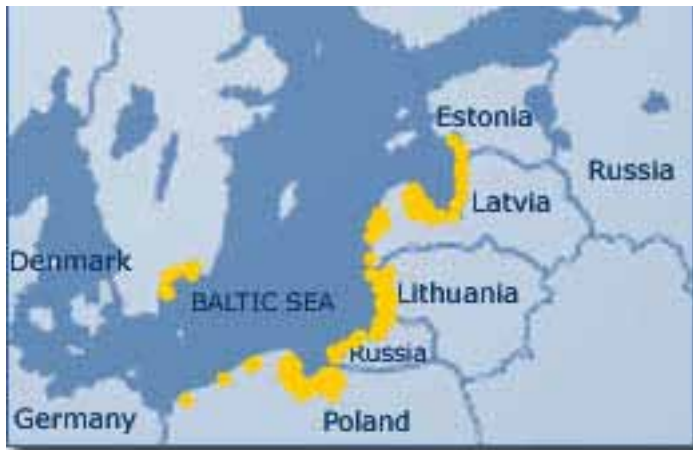 Estonia
Russia
Latvia
Denmark
Lithuania
BALTIC SEA
Russia
Germany
Poland